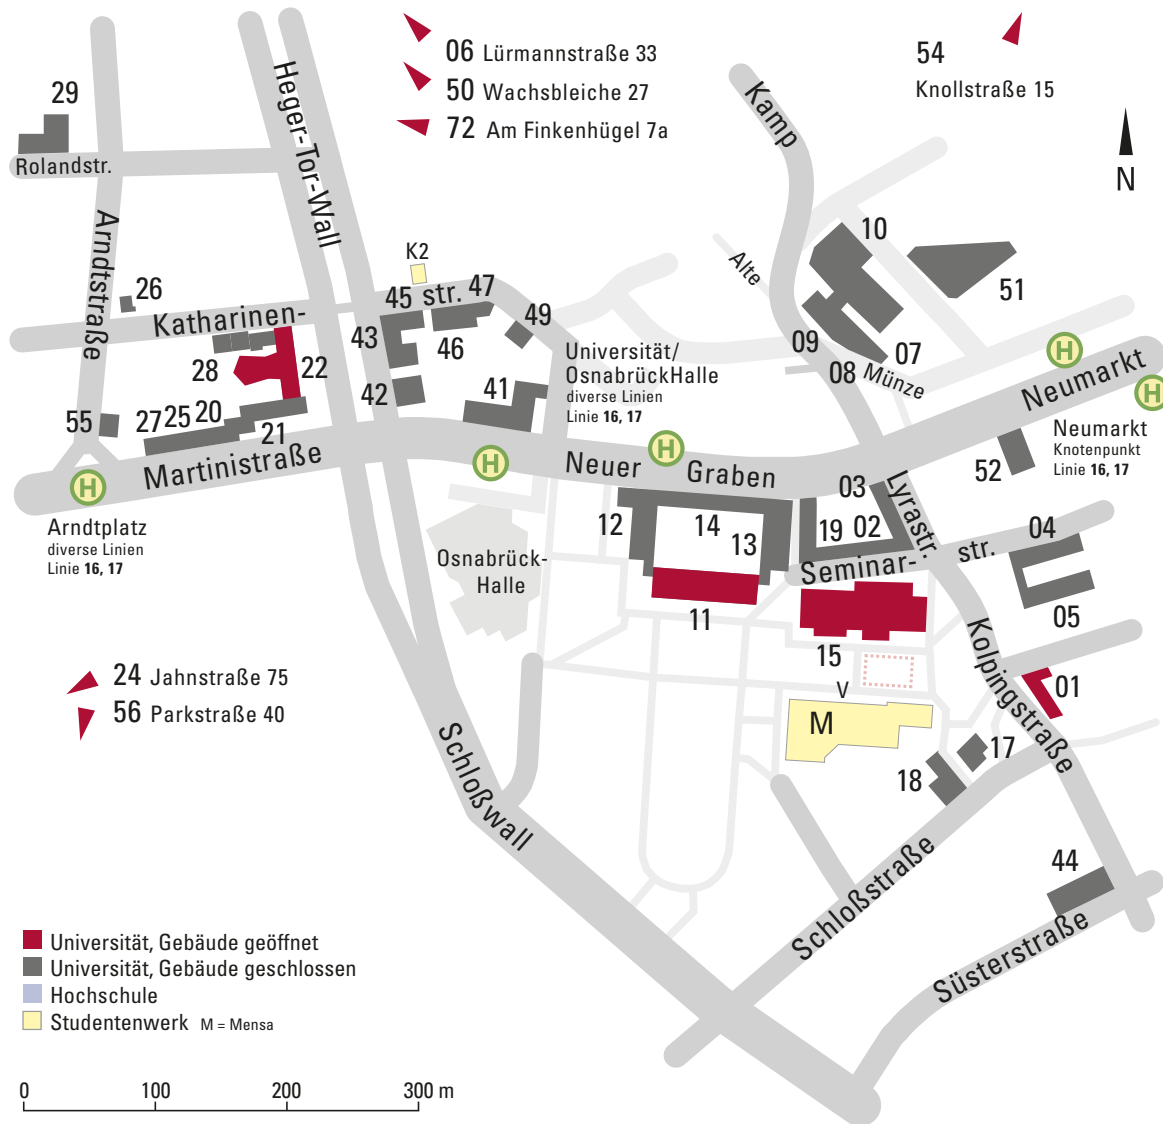 06 Lürmannstraße 33
50 Wachsbleiche 27
72 Am Finkenhügel 7a
54
Knollstraße 15
N
29
Rolandstr.
Heger-Tor-Wall
Kamp
Arndtstraße
K2
Alte
10
51
26
Katharinen-
str.
45
47
43
46
49
42
41
28
22
55
27
25
20
21
Martinistraße
Universität/
OsnabrückHalle
diverse Linien
Linie 16, 17
09
08
07
Münze
H
Neumarkt
H
Neumarkt
Knotenpunkt
Linie 16, 17
52
H
Arndtplatz
diverse Linien
Linie 16, 17
H
H
Neuer Graben
03
Lyrastr.
12
14
13
19
02
04
Seminar-
str.
05
Osnabrück-
Halle
11
15
V
M
Kolpingstraße
01
17
18
24 Jahnstraße 75
56 Parkstraße 40
Schloßwall
Schloßstraße
44
Süsterstraße
Universität, Gebäude geöffnet
Universität, Gebäude geschlossen
Hochschule
Studentenwerk M = Mensa
0 100 200 300 m